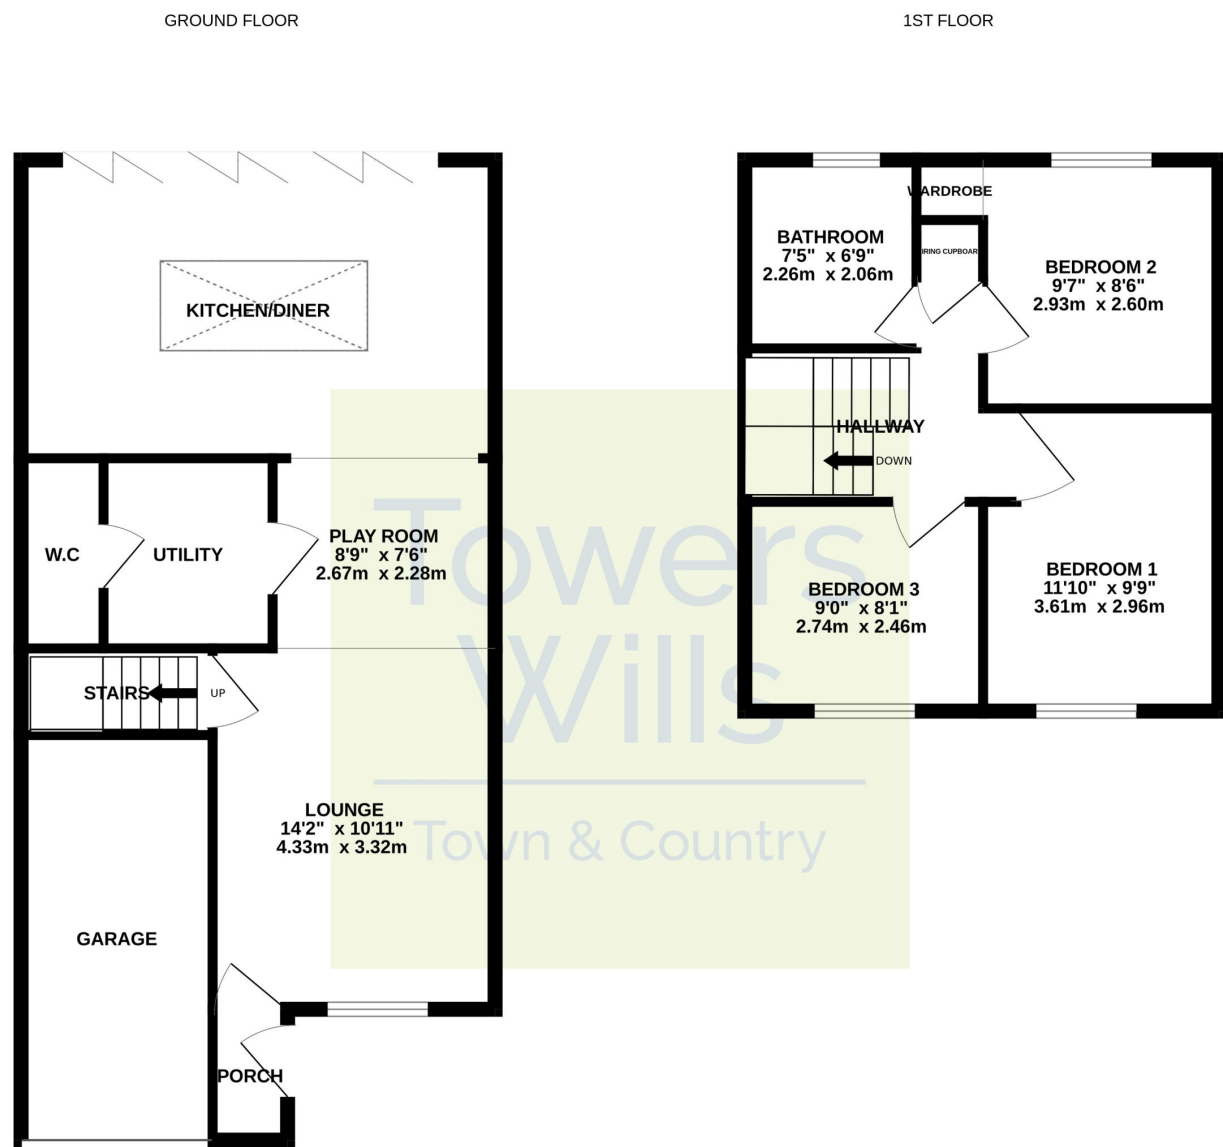 GROUND FLOOR
1ST FLOOR
KITCHEN/DINER
W.C
UTILITY
PLAY ROOM
8'9" x 7'6"
2.67m x 2.28m
STAIRS
UP
LOUNGE
14'2" x 10'11"
4.33m x 3.32m
GARAGE
PORCH
WARDROBE
BATHROOM
7'5" x 6'9"
2.26m x 2.06m
IRING CUPBOAR
BEDROOM 2
9'7" x 8'6"
2.93m x 2.60m
HALLWAY
DOWN
BEDROOM 3
9'0" x 8'1"
2.74m x 2.46m
BEDROOM 1
11'10" x 9'9"
3.61m x 2.96m
Towers
Wills
Town & Country